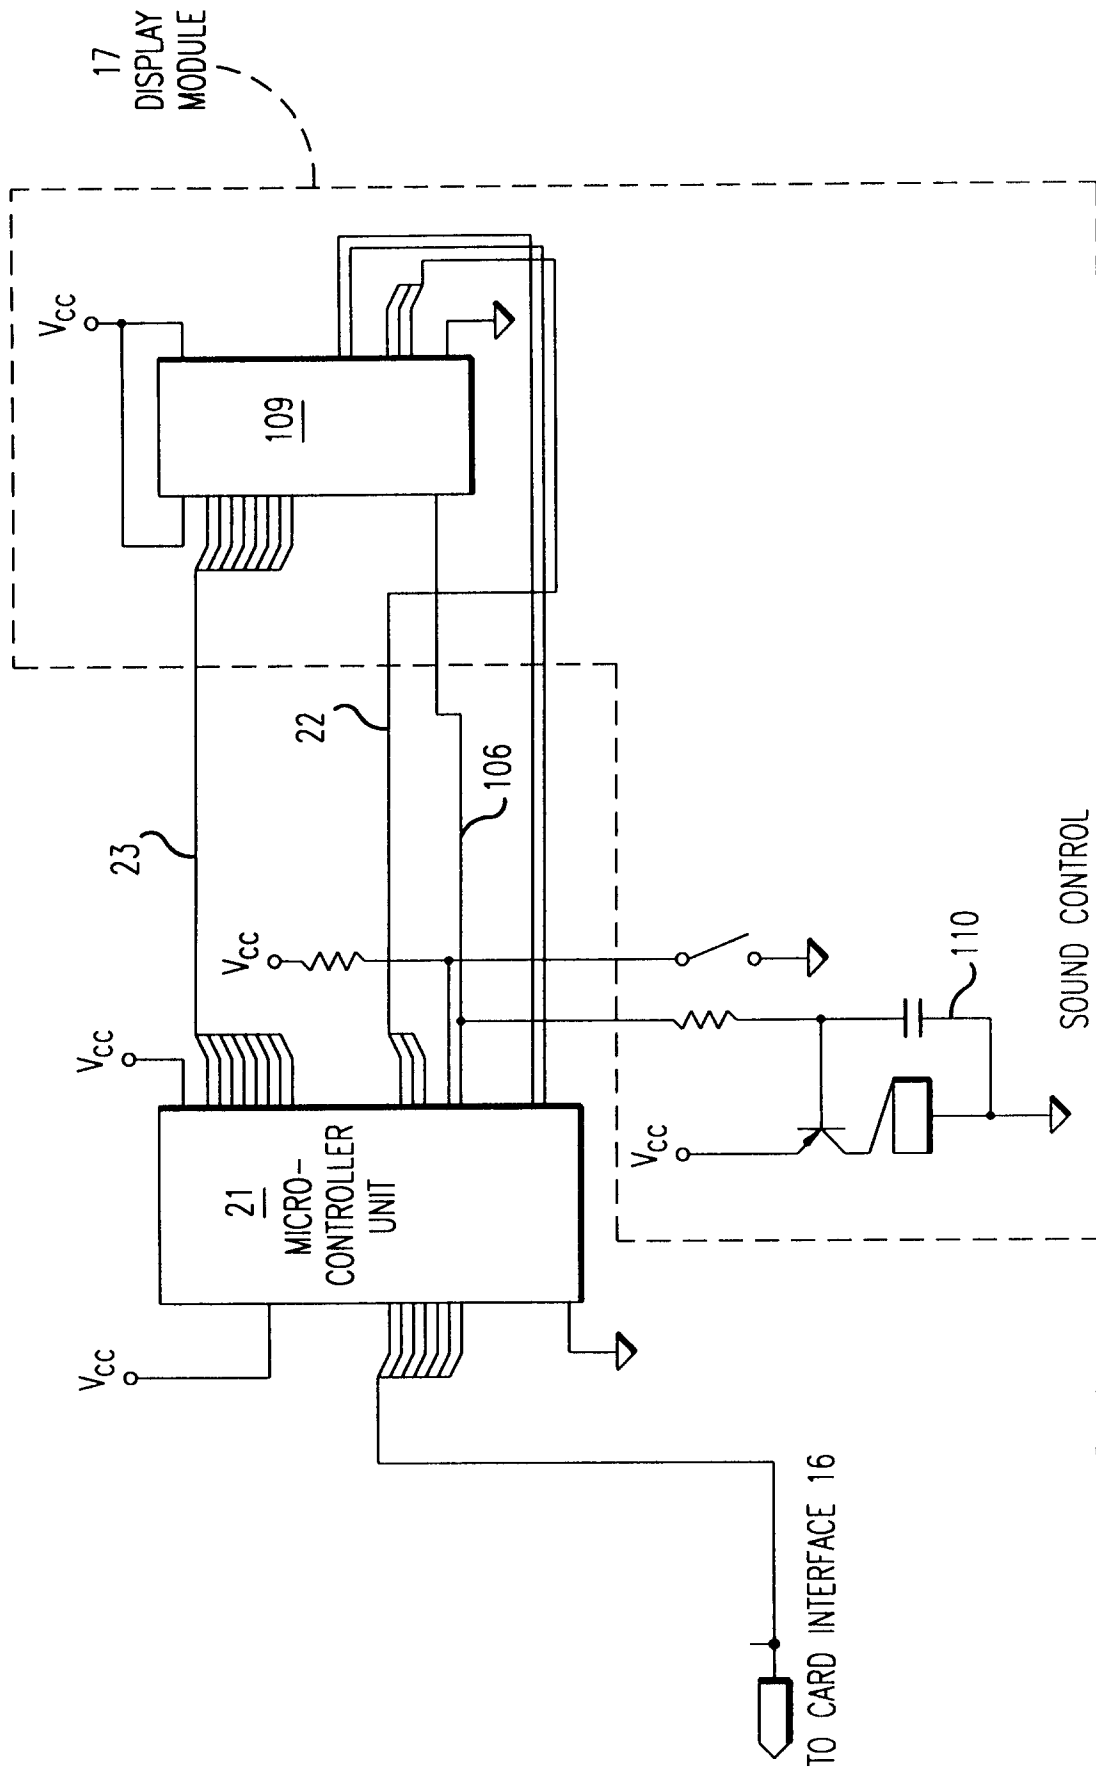 17
DISPLAY
MODULE
VCC
109
23
22
106
VCC
VCC
21
MICRO-
CONTROLLER
UNIT
VCC
VCC
110
SOUND CONTROL
TO CARD INTERFACE 16